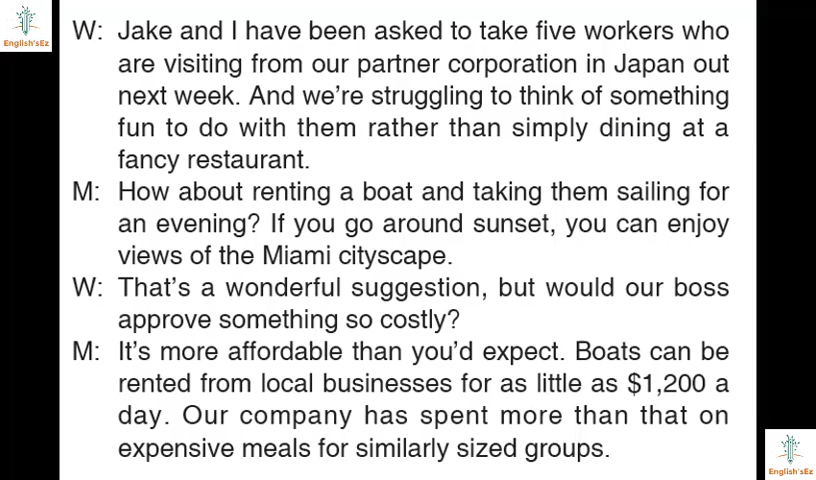 English'sEz
W: Jake and I have been asked to take five workers who
are visiting from our partner corporation in Japan out
next week. And we're struggling to think of something
fun to do with them rather than simply dining at a
fancy restaurant.
M: How about renting a boat and taking them sailing for
an evening? If you go around sunset, you can enjoy
views of the Miami cityscape.
W: That's a wonderful suggestion, but would our boss
approve something so costly?
M: It's more affordable than you'd expect. Boats can be
rented from local businesses for as little as $1,200 a
day. Our company has spent more than that on
expensive meals for similarly sized groups.
English'sEz